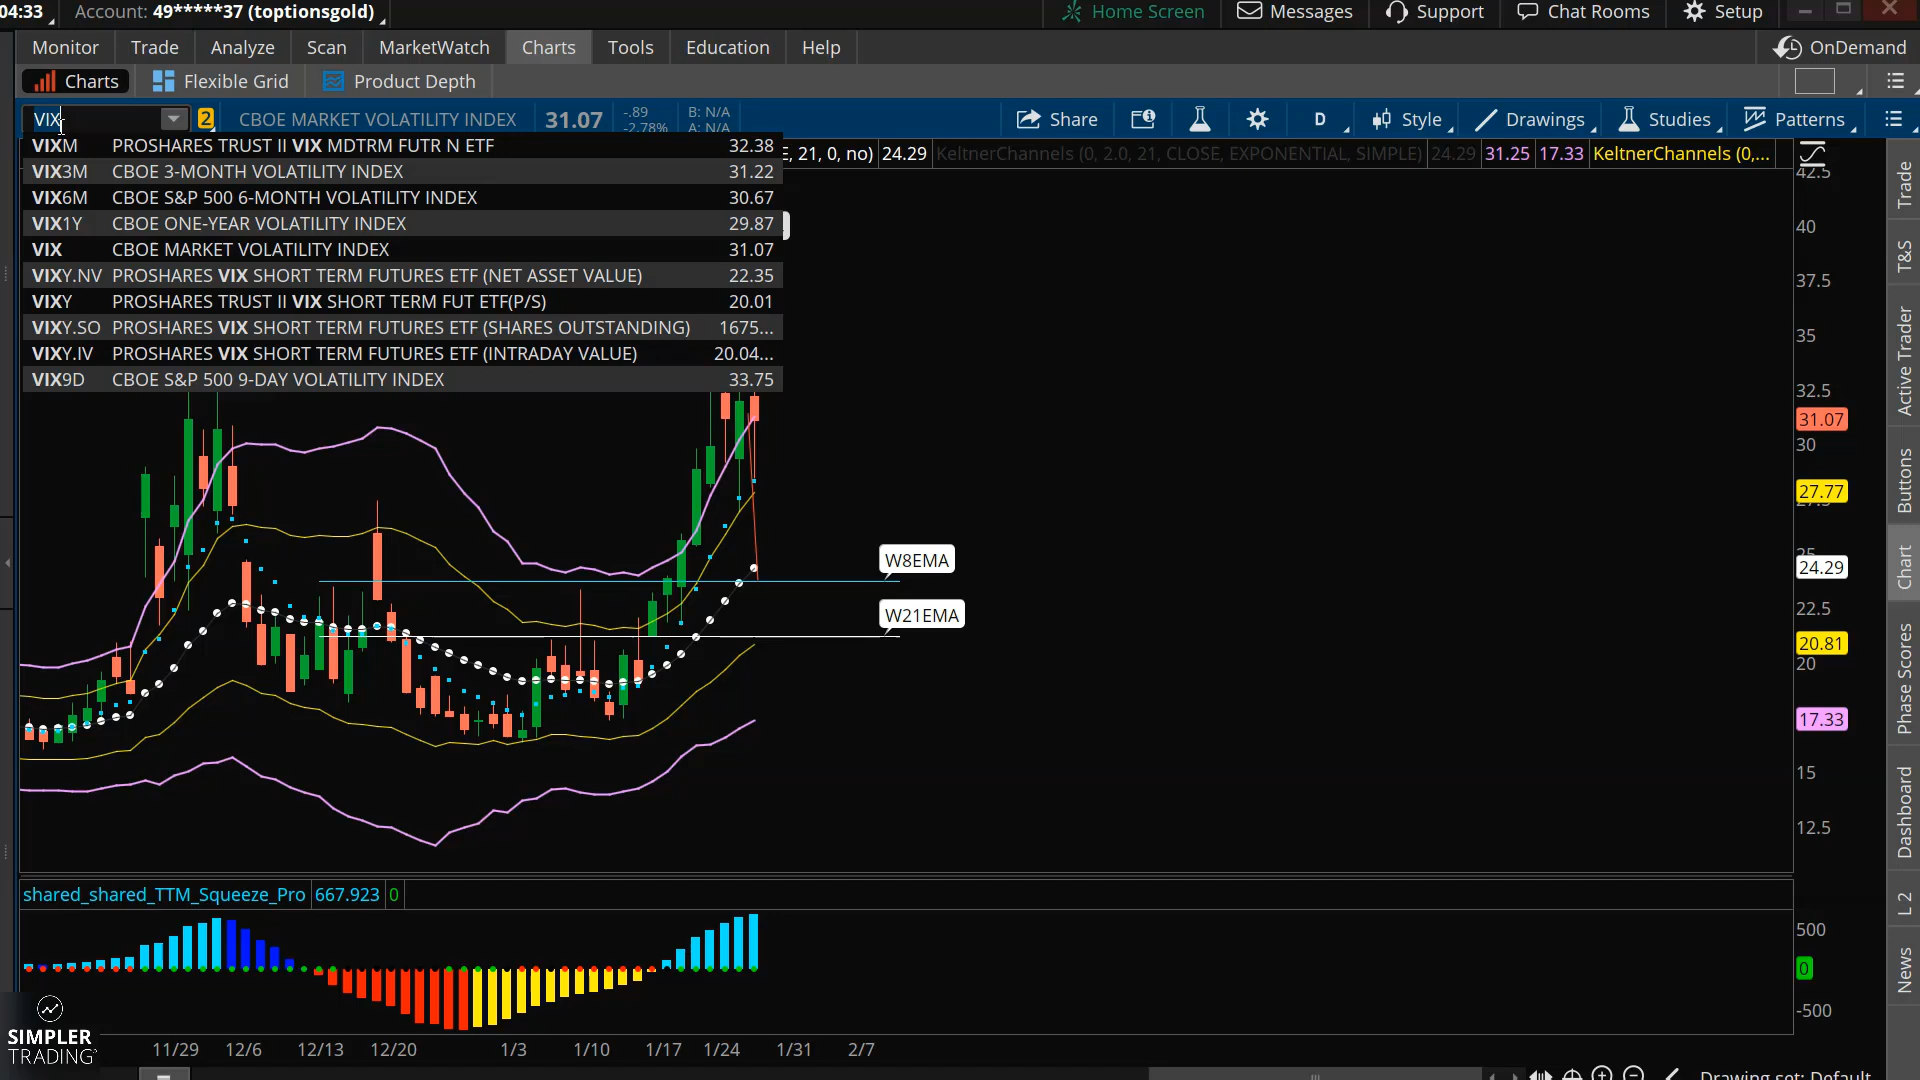 04:33 Account: 49*****37 (toptionsgold) Home Screen Messages Support Chat Rooms Setup
Monitor Trade Analyze Scan MarketWatch Charts Tools Education Help OnDemand
Charts Flexible Grid Product Depth
VIX 2 CBOE MARKET VOLATILITY INDEX 31.07 -.89 B: N/A Share D Style Drawings Studies Patterns
-2.78% A: N/A
E, 21, 0, no) 24.29 KeltnerChannels (0, 2.0, 21, CLOSE, EXPONENTIAL, SIMPLE) 24.29 31.25 17.33 KeltnerChannels (0,...
VIXM PROSHARES TRUST II VIX MDTRM FUTR N ETF 32.38
VIX3M CBOE 3-MONTH VOLATILITY INDEX 31.22
VIX6M CBOE S&P 500 6-MONTH VOLATILITY INDEX 30.67
VIX1Y CBOE ONE-YEAR VOLATILITY INDEX 29.87
VIX CBOE MARKET VOLATILITY INDEX 31.07
VIXY.NV PROSHARES VIX SHORT TERM FUTURES ETF (NET ASSET VALUE) 22.35
VIXY PROSHARES TRUST II VIX SHORT TERM FUT ETF(P/S) 20.01
VIXY.SO PROSHARES VIX SHORT TERM FUTURES ETF (SHARES OUTSTANDING) 1675...
VIXY.IV PROSHARES VIX SHORT TERM FUTURES ETF (INTRADAY VALUE) 20.04...
VIX9D CBOE S&P 500 9-DAY VOLATILITY INDEX 33.75
42.5
40
37.5
35
32.5
31.07
30
27.77
27.5
25
24.29
22.5
20.81
20
17.33
15
12.5
W8EMA
W21EMA
shared_shared_TTM_Squeeze_Pro 667.923 0
500
0
-500
SIMPLER
TRADING
11/29 12/6 12/13 12/20 1/3 1/10 1/17 1/24 1/31 2/7
Drawing set: Default
Trade
T&S
Active Trader
Buttons
Chart
Phase Scores
Dashboard
L 2
News